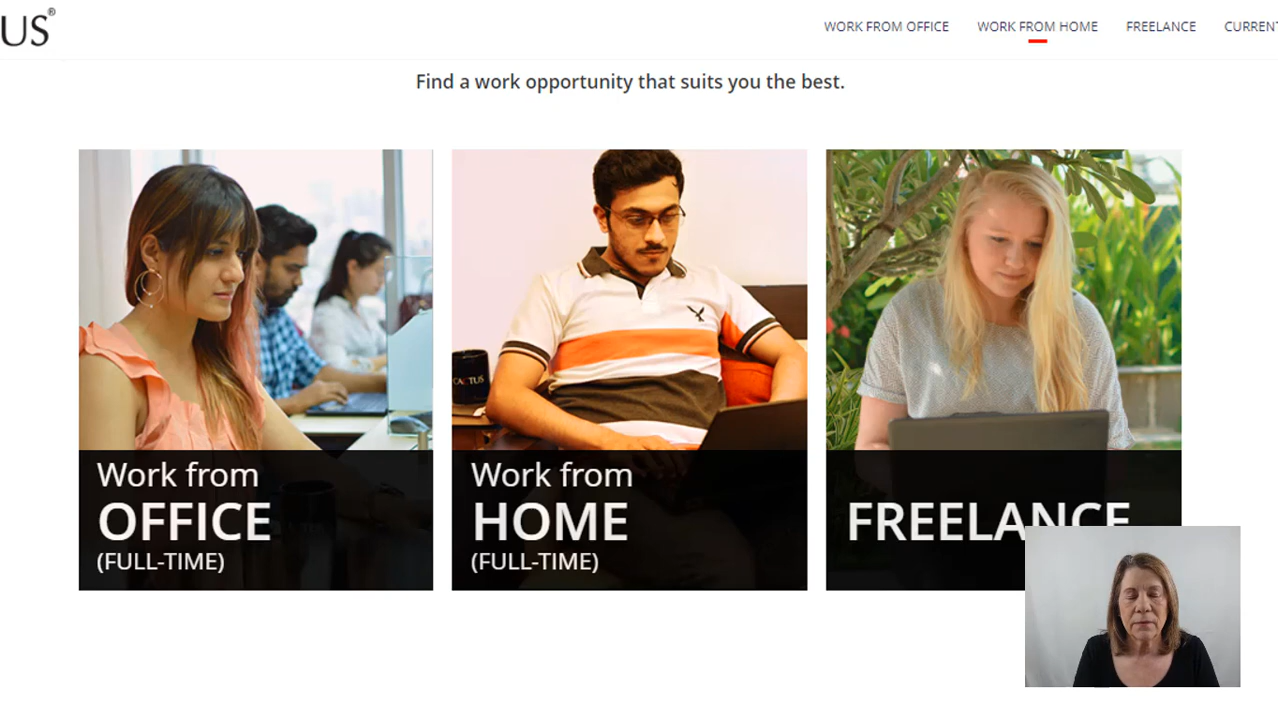 US®
WORK FROM OFFICE WORK FROM HOME FREELANCE CURRENT
Find a work opportunity that suits you the best.
CACTUS
Work from
OFFICE
(FULL-TIME)
Work from
HOME
(FULL-TIME)
FREELANCE